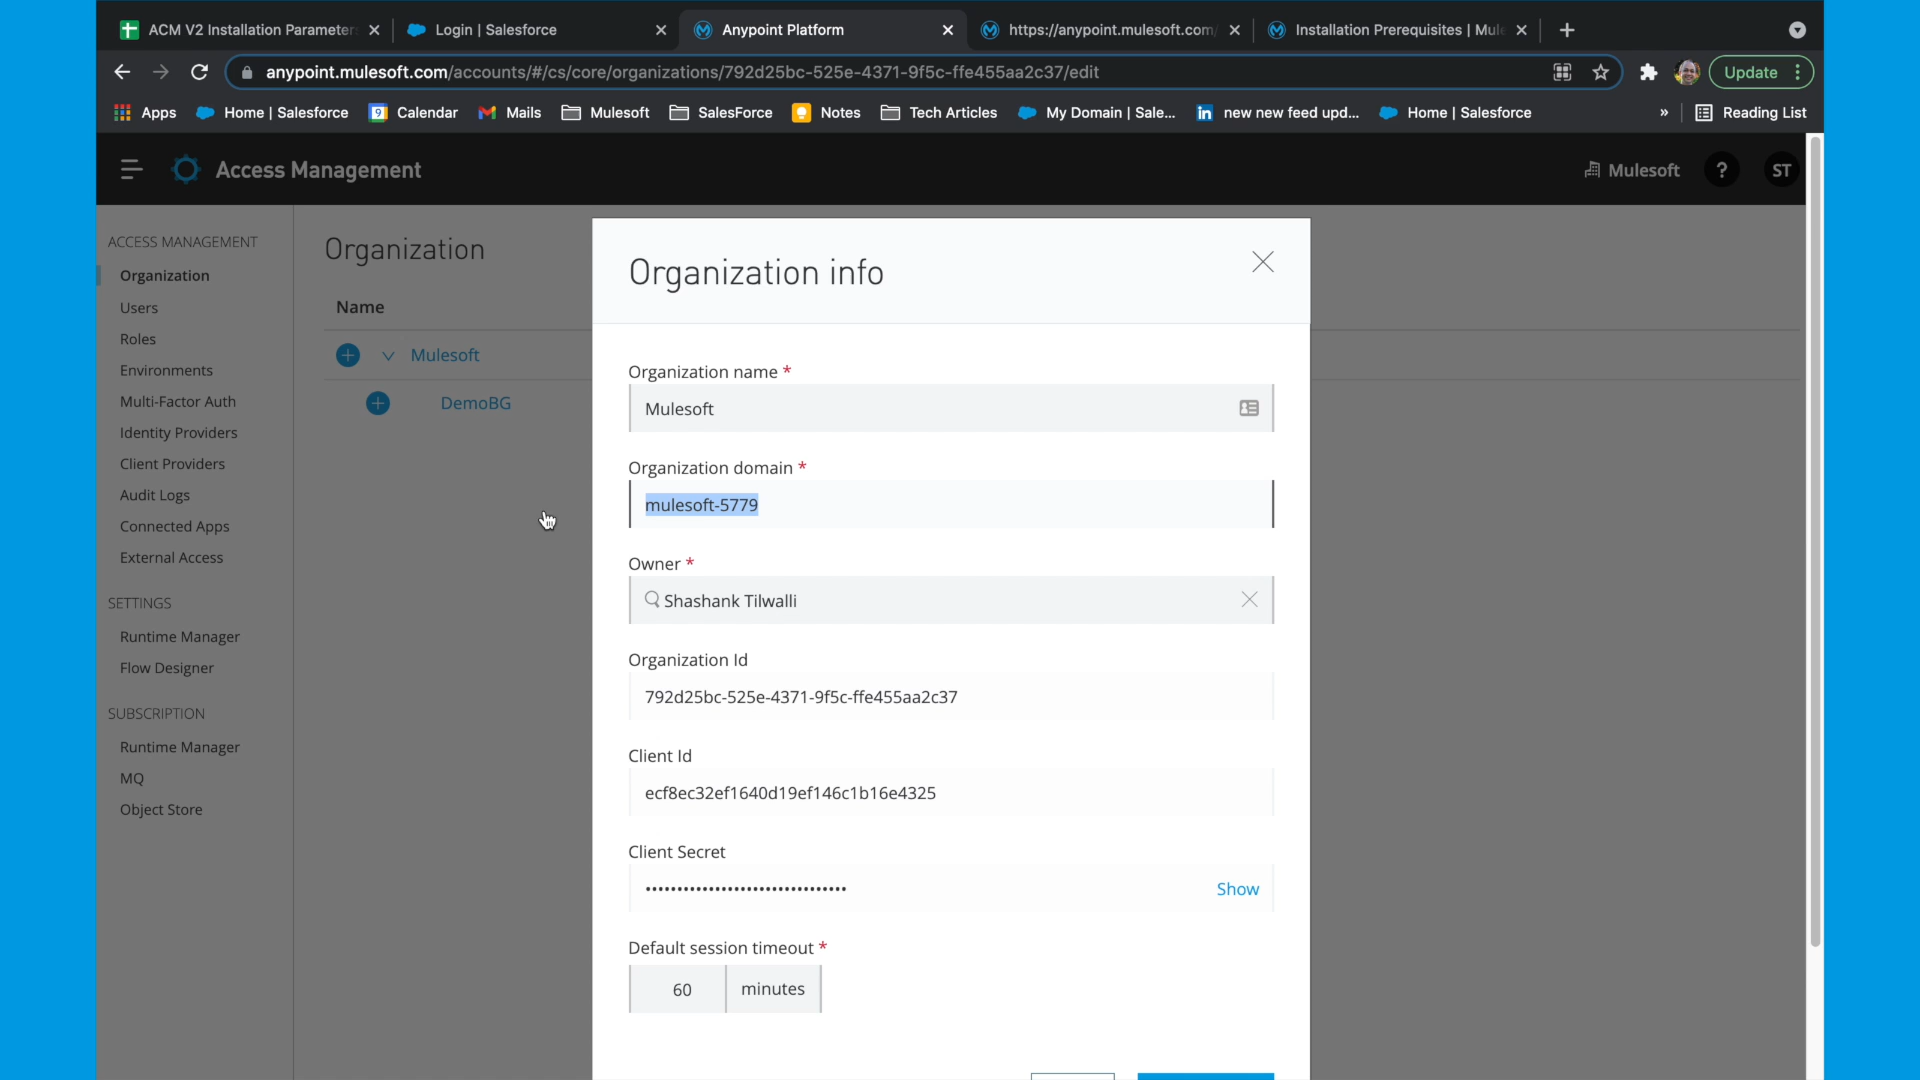 ACM V2 Installation Parameter
Login | Salesforce
Anypoint Platform
https://anypoint.mulesoft.com/
Installation Prerequisites | Mule
anypoint.mulesoft.com/accounts/#/cs/core/organizations/792d25bc-525e-4371-9f5c-ffe455aa2c37/edit
Update
Apps
Home | Salesforce
9
Calendar
Mails
Mulesoft
SalesForce
Notes
Tech Articles
My Domain | Sale...
in
new new feed upd...
Home | Salesforce
»
Reading List
Access Management
Mulesoft
?
ST
ACCESS MANAGEMENT
Organization
Users
Roles
Environments
Multi-Factor Auth
Identity Providers
Client Providers
Audit Logs
Connected Apps
External Access
SETTINGS
Runtime Manager
Flow Designer
SUBSCRIPTION
Runtime Manager
MQ
Object Store
Organization
Name
Mulesoft
DemoBG
Organization info
Organization name *
Mulesoft
Organization domain *
mulesoft-5779
Owner *
Shashank Tilwalli
Organization Id
792d25bc-525e-4371-9f5c-ffe455aa2c37
Client Id
ecf8ec32ef1640d19ef146c1b16e4325
Client Secret
••••••••••••••••••••••••••••••••
Show
Default session timeout *
60 minutes